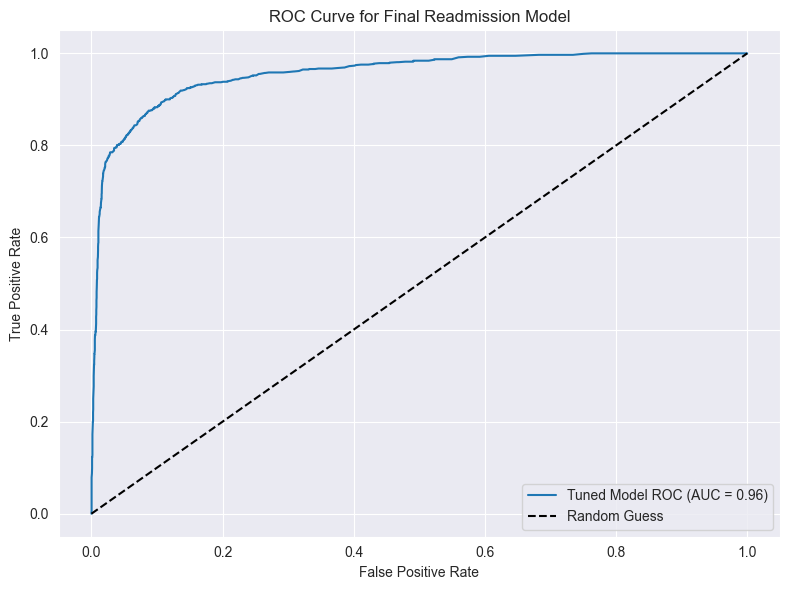 ROC Curve for Final Readmission Model
True Positive Rate
1.0
0.8
0.6
0.4
0.2
0.0
Tuned Model ROC (AUC = 0.96)
Random Guess
0.0 0.2 0.4 0.6 0.8 1.0
False Positive Rate